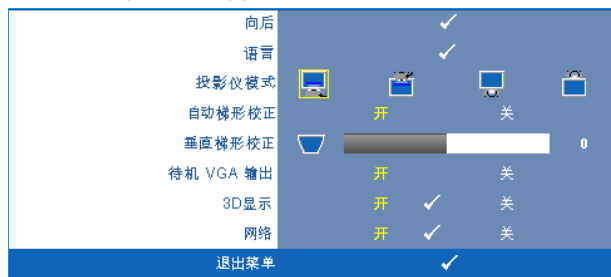 向后
语言
投影仪模式
自动梯形校正 开 关
垂直梯形校正 0
待机 VGA 输出 开 关
3D显示 开 关
网络 开 关
退出菜单